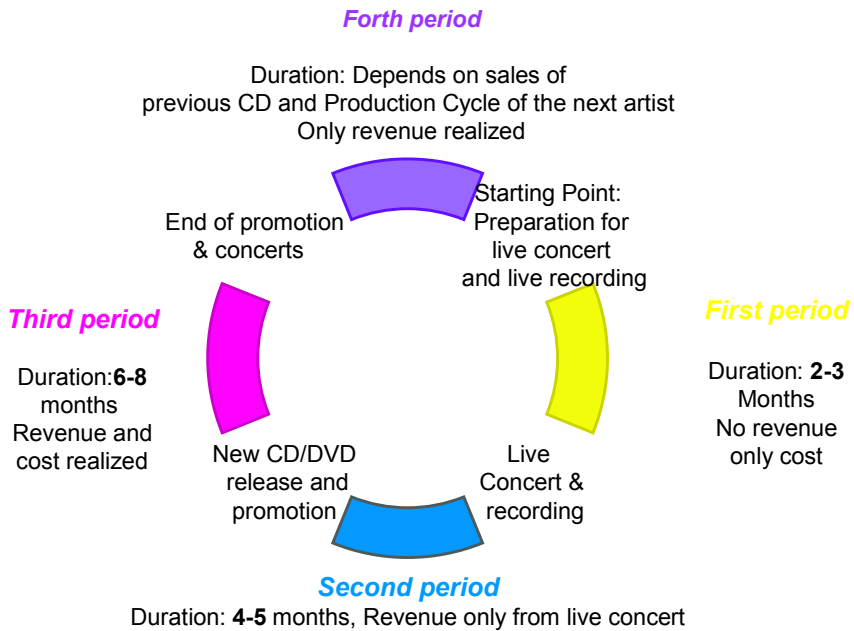 Forth period
Duration: Depends on sales of
previous CD and Production Cycle of the next artist
Only revenue realized
Starting Point:
Preparation for
live concert
and live recording
First period
Duration: 2-3
Months
No revenue
only cost
Live
Concert &
recording
Second period
Duration: 4-5 months, Revenue only from live concert
New CD/DVD
release and
promotion
Third period
Duration:6-8
months
Revenue and
cost realized
End of promotion
& concerts